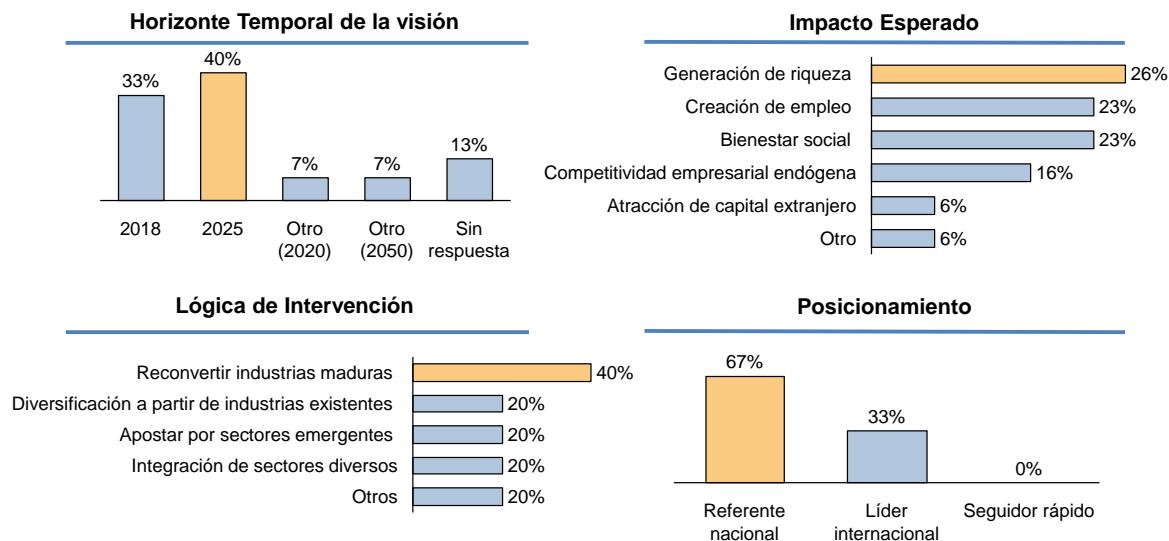 Horizonte Temporal de la visión
33%
40%
7%
7%
13%
2018
2025
Otro
(2020)
Otro
(2050)
Sin
respuesta
Impacto Esperado
Generación de riqueza
26%
Creación de empleo
23%
Bienestar social
23%
Competitividad empresarial endógena
16%
Atracción de capital extranjero
6%
Otro
6%
Lógica de Intervención
Reconvertir industrias maduras
40%
Diversificación a partir de industrias existentes
20%
Apostar por sectores emergentes
20%
Integración de sectores diversos
20%
Otros
20%
Posicionamiento
67%
33%
0%
Referente
nacional
Líder
internacional
Seguidor rápido